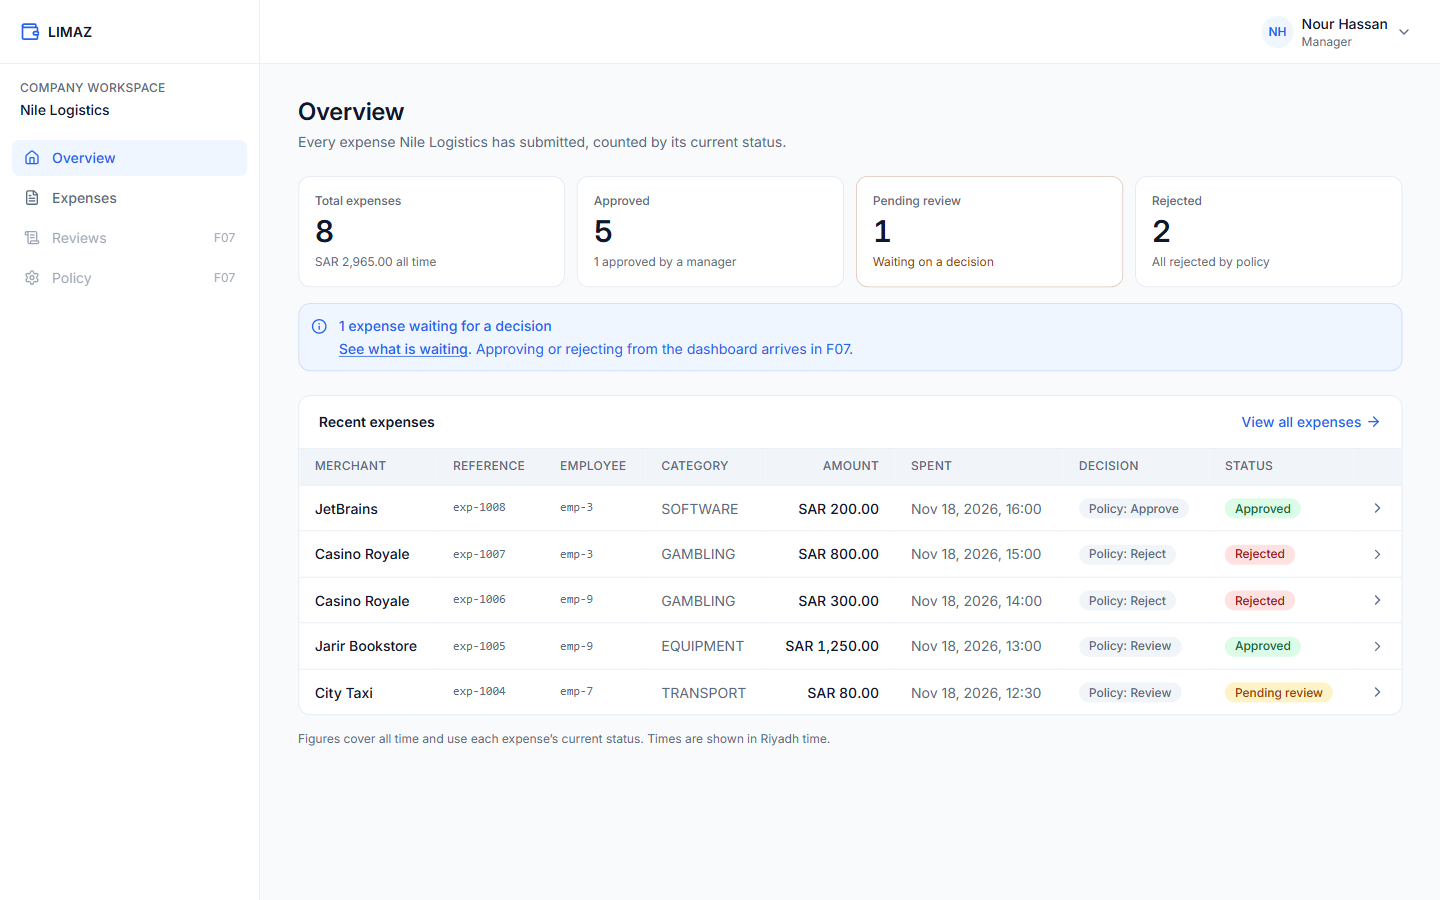 LIMAZ
NH
Nour Hassan
Manager
COMPANY WORKSPACE
Nile Logistics
Overview
Expenses
Reviews F07
Policy F07
Overview
Every expense Nile Logistics has submitted, counted by its current status.
Total expenses
8
SAR 2,965.00 all time
Approved
5
1 approved by a manager
Pending review
1
Waiting on a decision
Rejected
2
All rejected by policy
1 expense waiting for a decision
See what is waiting. Approving or rejecting from the dashboard arrives in F07.
Recent expenses View all expenses
MERCHANT REFERENCE EMPLOYEE CATEGORY AMOUNT SPENT DECISION STATUS
JetBrains exp-1008 emp-3 SOFTWARE SAR 200.00 Nov 18, 2026, 16:00 Policy: Approve Approved
Casino Royale exp-1007 emp-3 GAMBLING SAR 800.00 Nov 18, 2026, 15:00 Policy: Reject Rejected
Casino Royale exp-1006 emp-9 GAMBLING SAR 300.00 Nov 18, 2026, 14:00 Policy: Reject Rejected
Jarir Bookstore exp-1005 emp-9 EQUIPMENT SAR 1,250.00 Nov 18, 2026, 13:00 Policy: Review Approved
City Taxi exp-1004 emp-7 TRANSPORT SAR 80.00 Nov 18, 2026, 12:30 Policy: Review Pending review
Figures cover all time and use each expense's current status. Times are shown in Riyadh time.